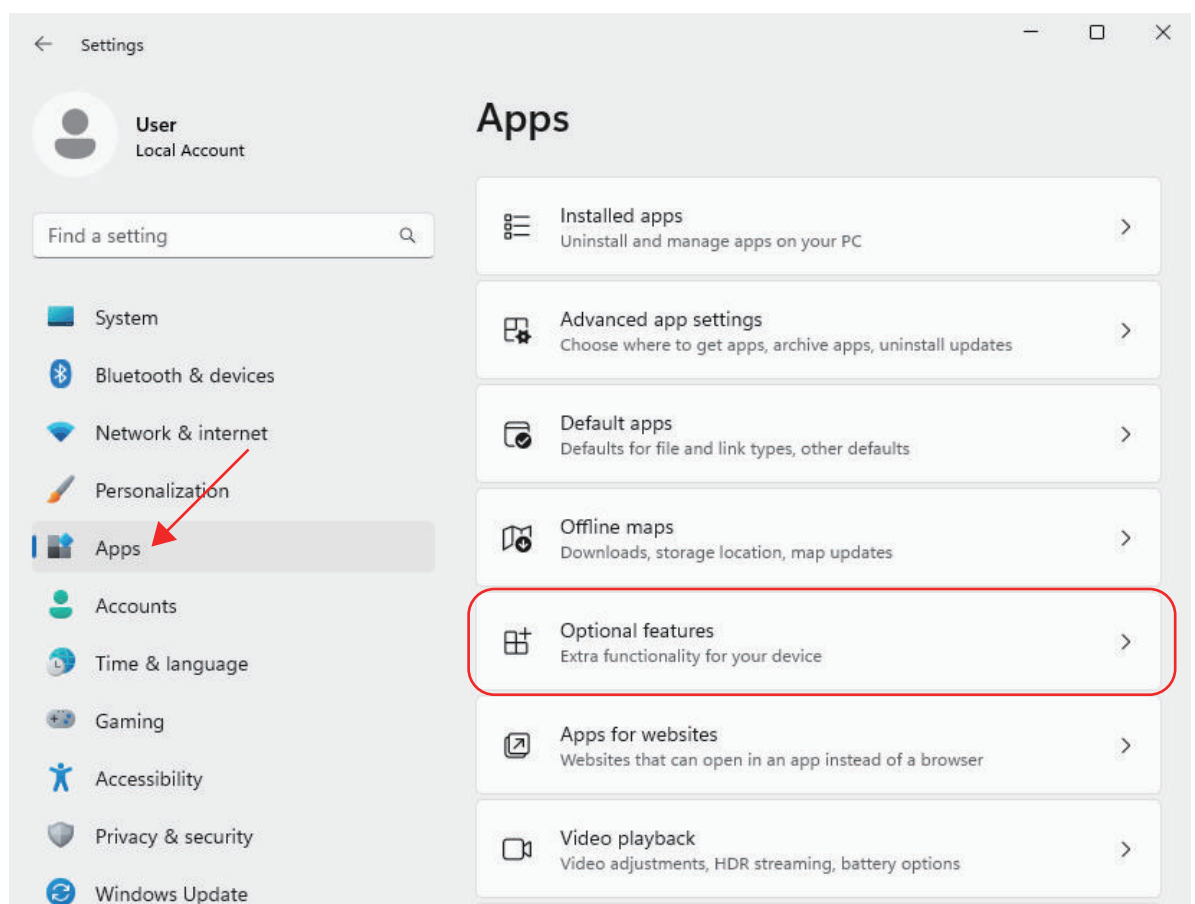 Settings
User
Local Account
Find a setting
System
Bluetooth & devices
Network & internet
Personalization
Apps
Accounts
Time & language
Gaming
Accessibility
Privacy & security
Windows Update
Apps
Installed apps
Uninstall and manage apps on your PC
Advanced app settings
Choose where to get apps, archive apps, uninstall updates
Default apps
Defaults for file and link types, other defaults
Offline maps
Downloads, storage location, map updates
Optional features
Extra functionality for your device
Apps for websites
Websites that can open in an app instead of a browser
Video playback
Video adjustments, HDR streaming, battery options